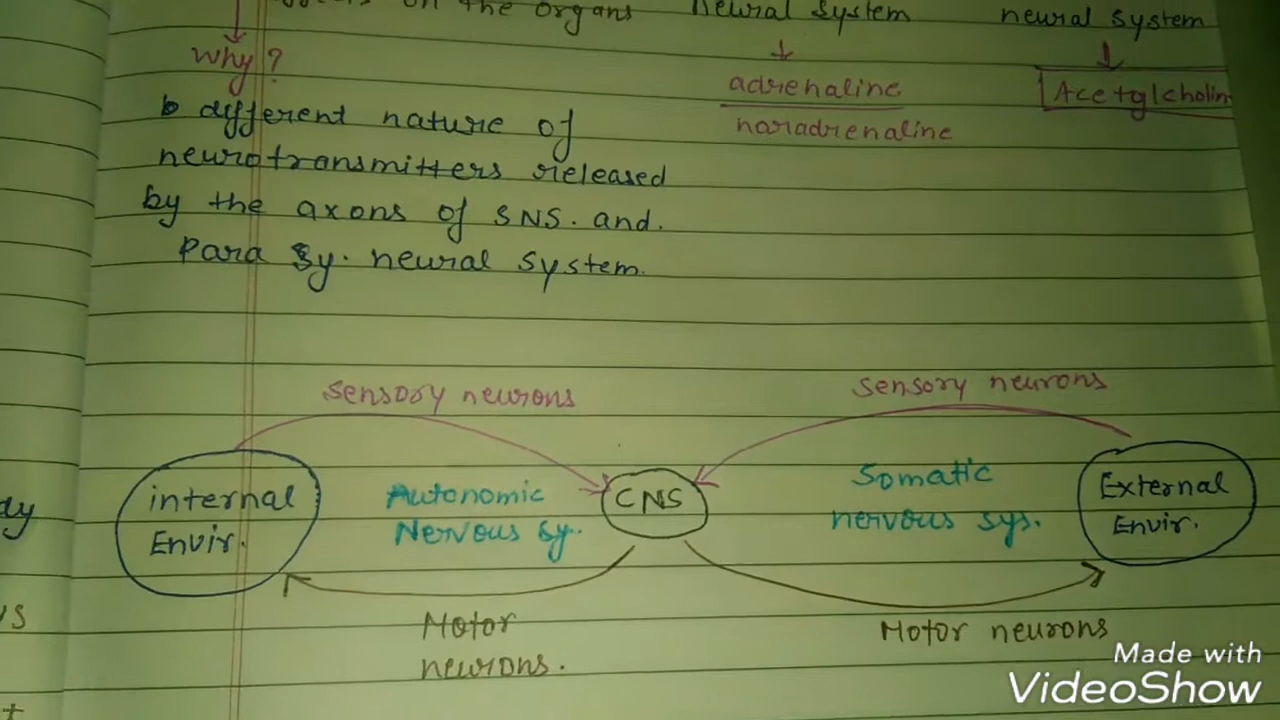 on the organs neural system neural system
why?
adrenaline
Acetylcholin
different nature of
noradrenaline
neurotransmitters released
by the axons of SNS. and.
Para Sy. neural system.
Sensory neurons
Sensory neurons
internal
Envir.
Autonomic
Nervous sy.
CNS
Somatic
nervous sys.
External
Envir.
Motor
neurons.
Motor neurons
Made with
VideoShow